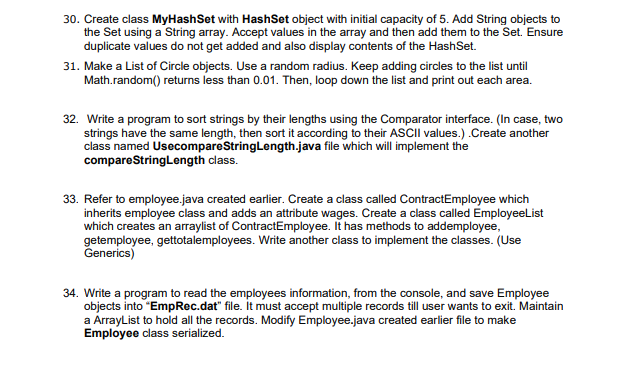 30. Create class MyHashSet with HashSet object with initial capacity of 5. Add String objects to
the Set using a String array. Accept values in the array and then add them to the Set. Ensure
duplicate values do not get added and also display contents of the HashSet.
31. Make a List of Circle objects. Use a random radius. Keep adding circles to the list until
Math.random() returns less than 0.01. Then, loop down the list and print out each area.
32. Write a program to sort strings by their lengths using the Comparator interface. (In case, two
strings have the same length, then sort it according to their ASCII values.) .Create another
class named UsecompareStringLength.java file which will implement the
compareStringLength class.
33. Refer to employee.java created earlier. Create a class called ContractEmployee which
inherits employee class and adds an attribute wages. Create a class called EmployeeList
which creates an arraylist of ContractEmployee. It has methods to addemployee,
getemployee, gettotalemployees. Write another class to implement the classes. (Use
Generics)
34. Write a program to read the employees information, from the console, and save Employee
objects into “EmpRec.dat” file. It must accept multiple records till user wants to exit. Maintain
a ArrayList to hold all the records. Modify Employee.java created earlier file to make
Employee class serialized.